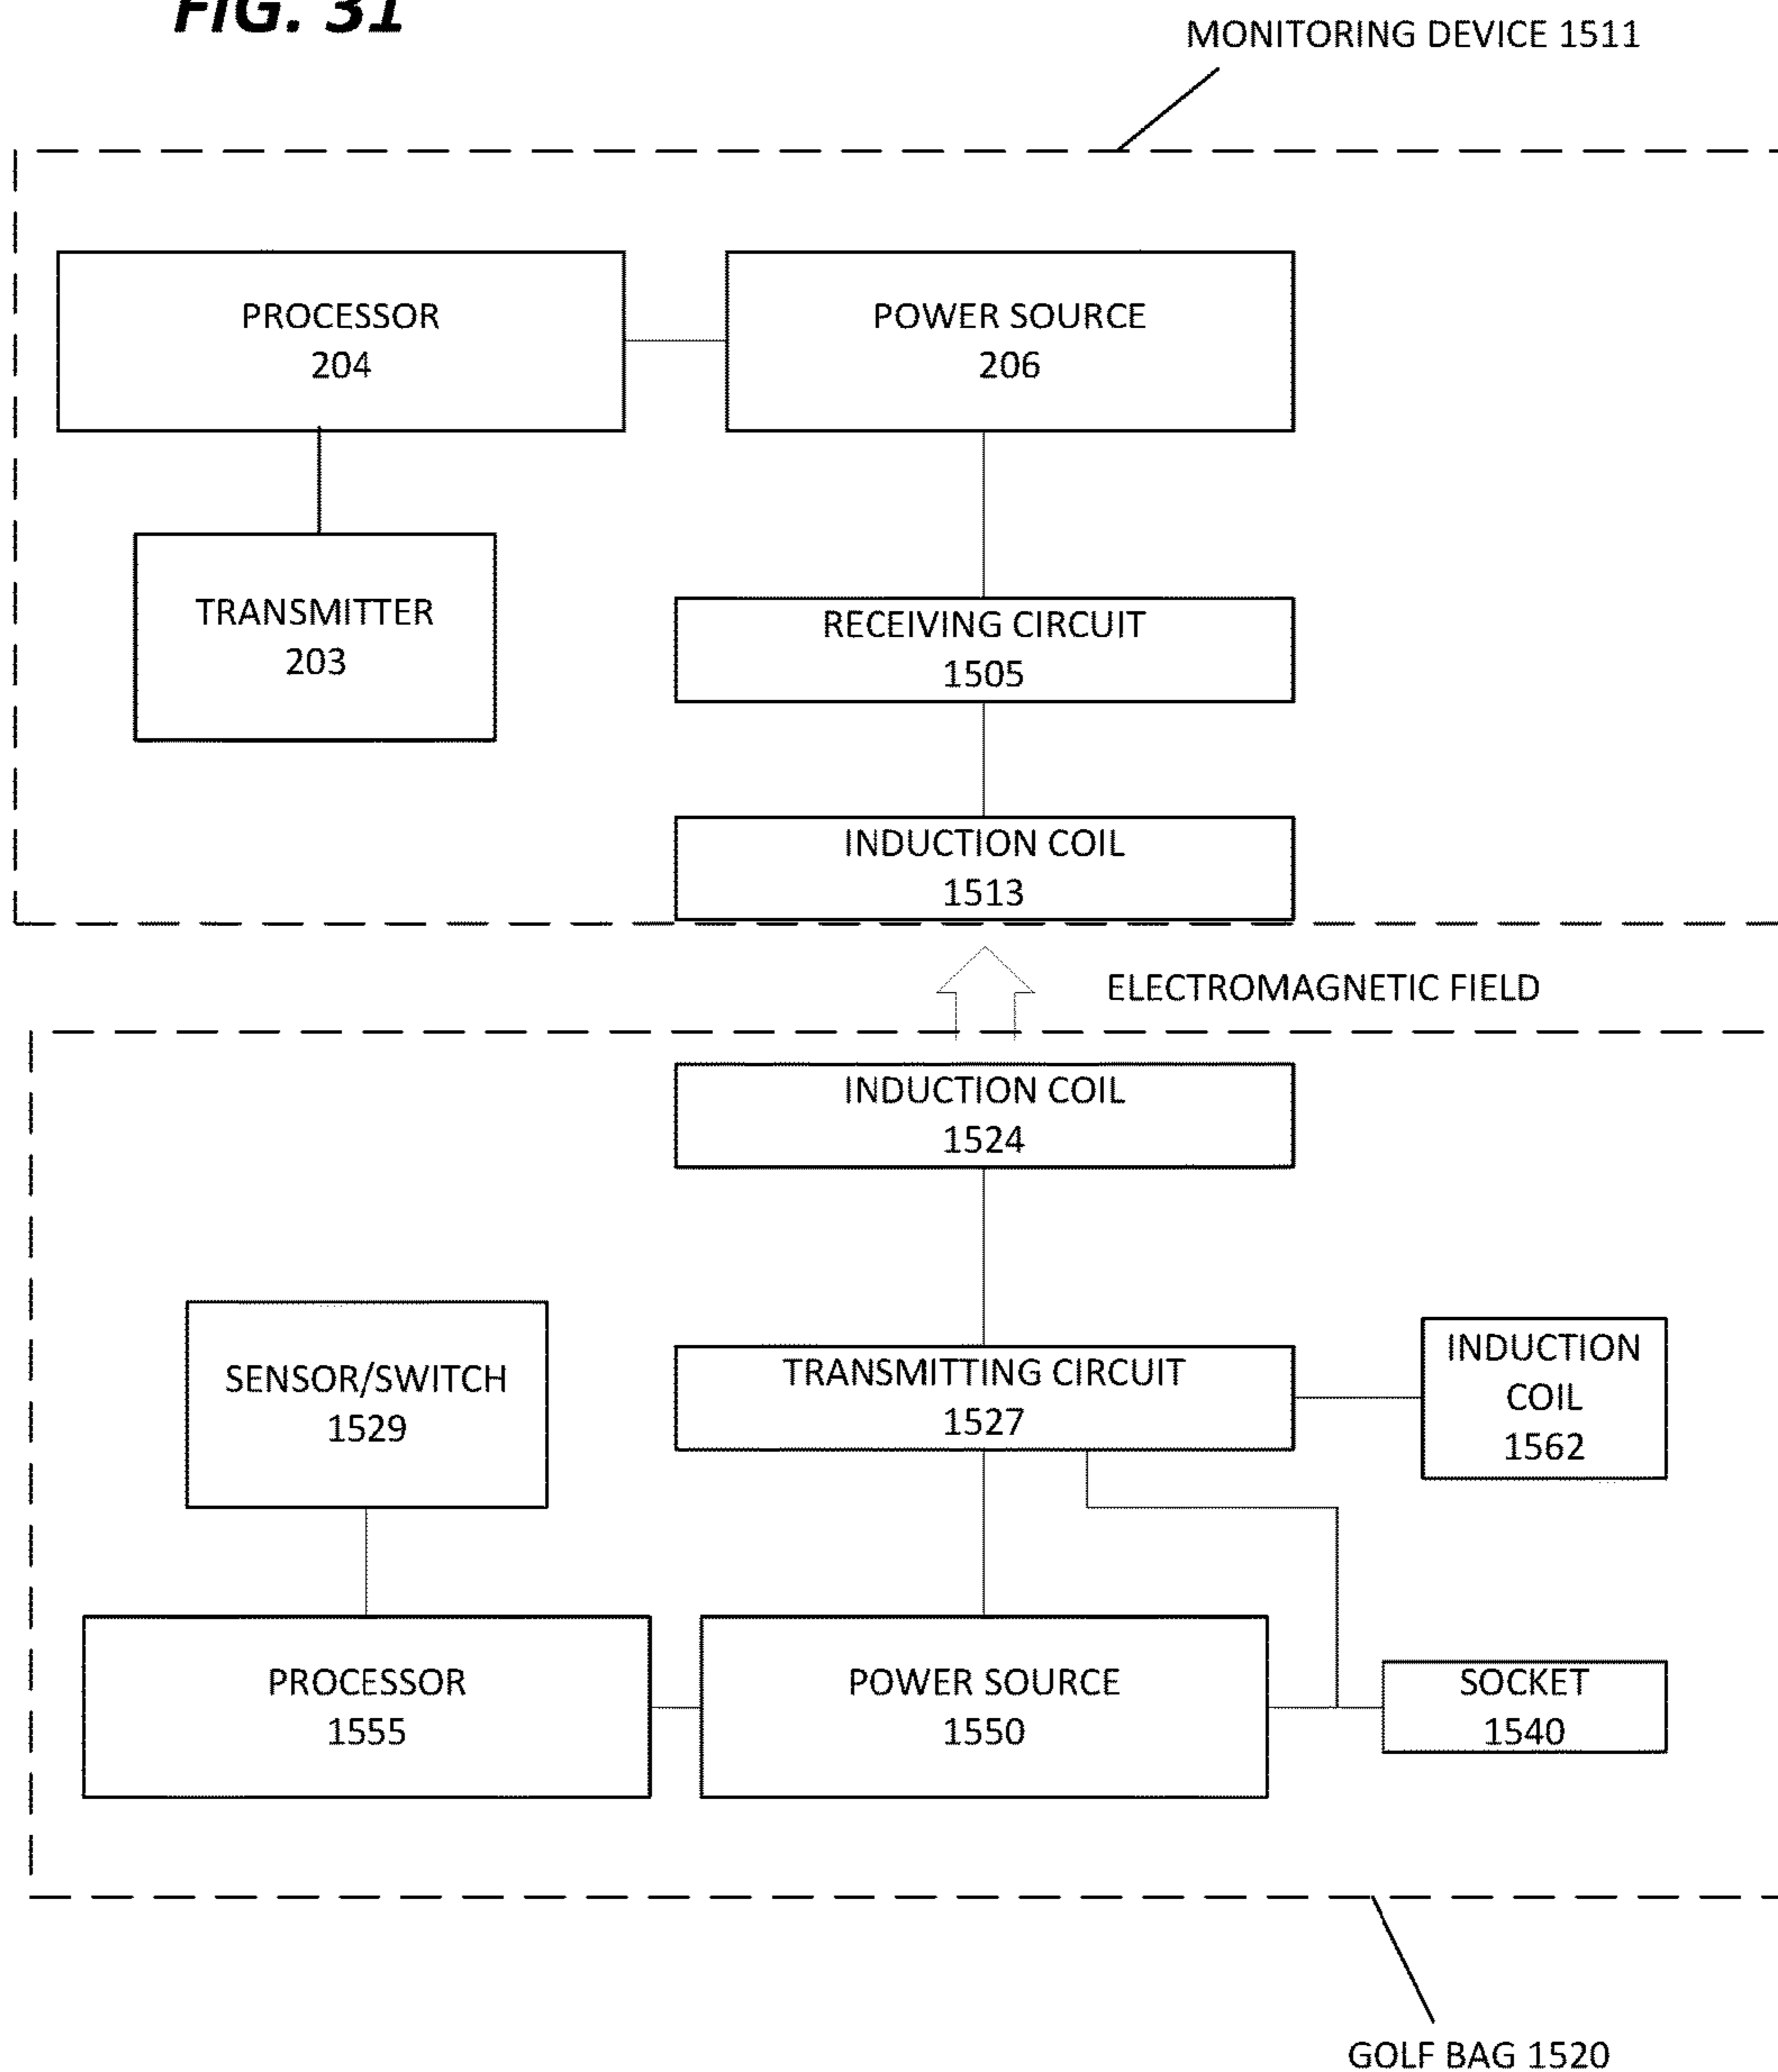 FIG. 31
MONITORING DEVICE 1511
PROCESSOR
204
POWER SOURCE
206
TRANSMITTER
203
RECEIVING CIRCUIT
1505
INDUCTION COIL
1513
ELECTROMAGNETIC FIELD
INDUCTION COIL
1524
SENSOR/SWITCH
1529
TRANSMITTING CIRCUIT
1527
INDUCTION
COIL
1562
PROCESSOR
1555
POWER SOURCE
1550
SOCKET
1540
GOLF BAG 1520